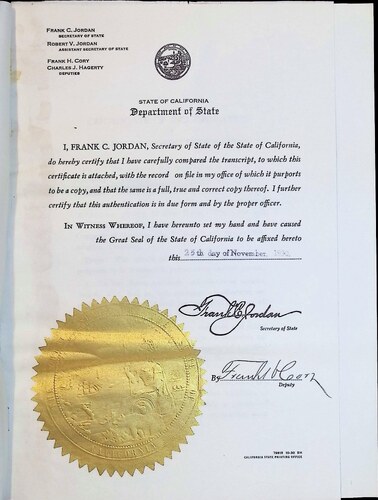 FRANK C. JORDAN
SECRETARY OF STATE
ROBERT V. JORDAN
ASSISTANT SECRETARY OF STATE
FRANK H. CORY
CHARLES J. HAGERTY
DEPUTIES
STATE OF CALIFORNIA
Department of State
I, FRANK C. JORDAN, Secretary of State of the State of California,
do hereby certify that I have carefully compared the transcript, to which this
certificate is attached, with the record on file in my office of which it purports
to be a copy, and that the same is a full, true and correct copy thereof. I further
certify that this authentication is in due form and by the proper officer.
IN WITNESS WHEREOF, I have hereunto set my hand and have caused
the Great Seal of the State of California to be affixed hereto
this 25th day of November
Frank C Jordan
Secretary of State
By Frank H Cory
Deputy
CALIFORNIA STATE PRINTING OFFICE